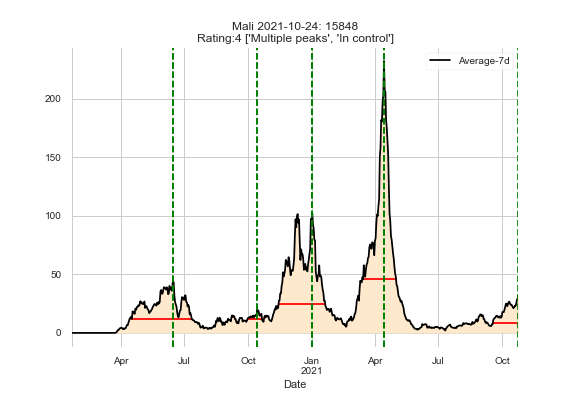 Mali 2021-10-24: 15848
Rating:4 ['Multiple peaks', 'In control']
Average-7d
200
150
100
50
0
Apr Jul Oct Jan Apr Jul Oct
2021
Date